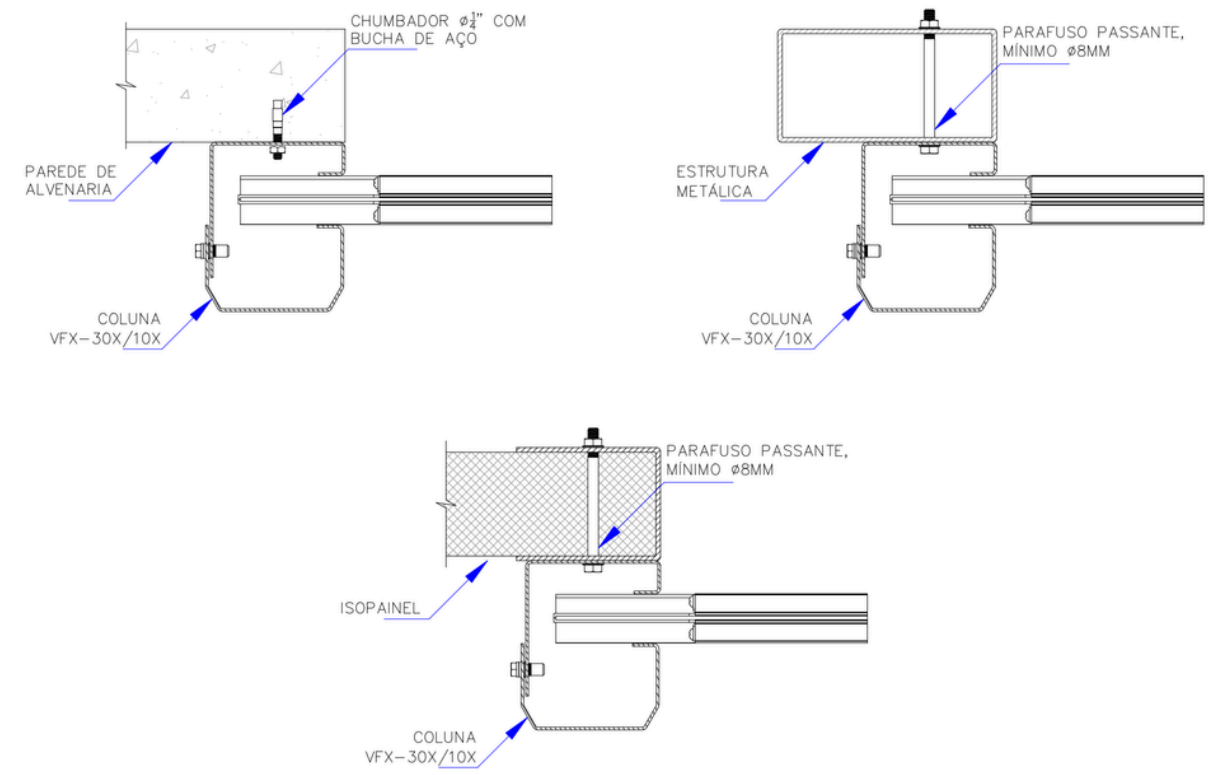 CHUMBADOR ø¼" COM
BUCHA DE AÇO
PAREDE DE
ALVENARIA
COLUNA
VFX-30X/10X
PARAFUSO PASSANTE,
MÍNIMO ø8MM
ESTRUTURA
METÁLICA
COLUNA
VFX-30X/10X
PARAFUSO PASSANTE,
MÍNIMO ø8MM
ISOPAINEL
COLUNA
VFX-30X/10X